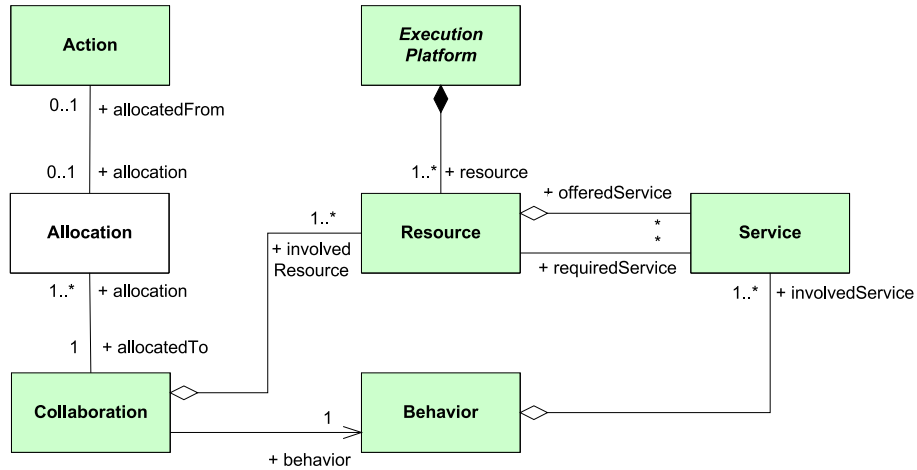 Action
Execution
Platform
0..1
+ allocatedFrom
0..1
+ allocation
1..*
+ resource
+ offeredService
Allocation
1..*
+ involved
Resource
Resource
*
*
Service
+ requiredService
1..*
+ allocation
1..*
+ involvedService
1
+ allocatedTo
Collaboration
1
+ behavior
Behavior